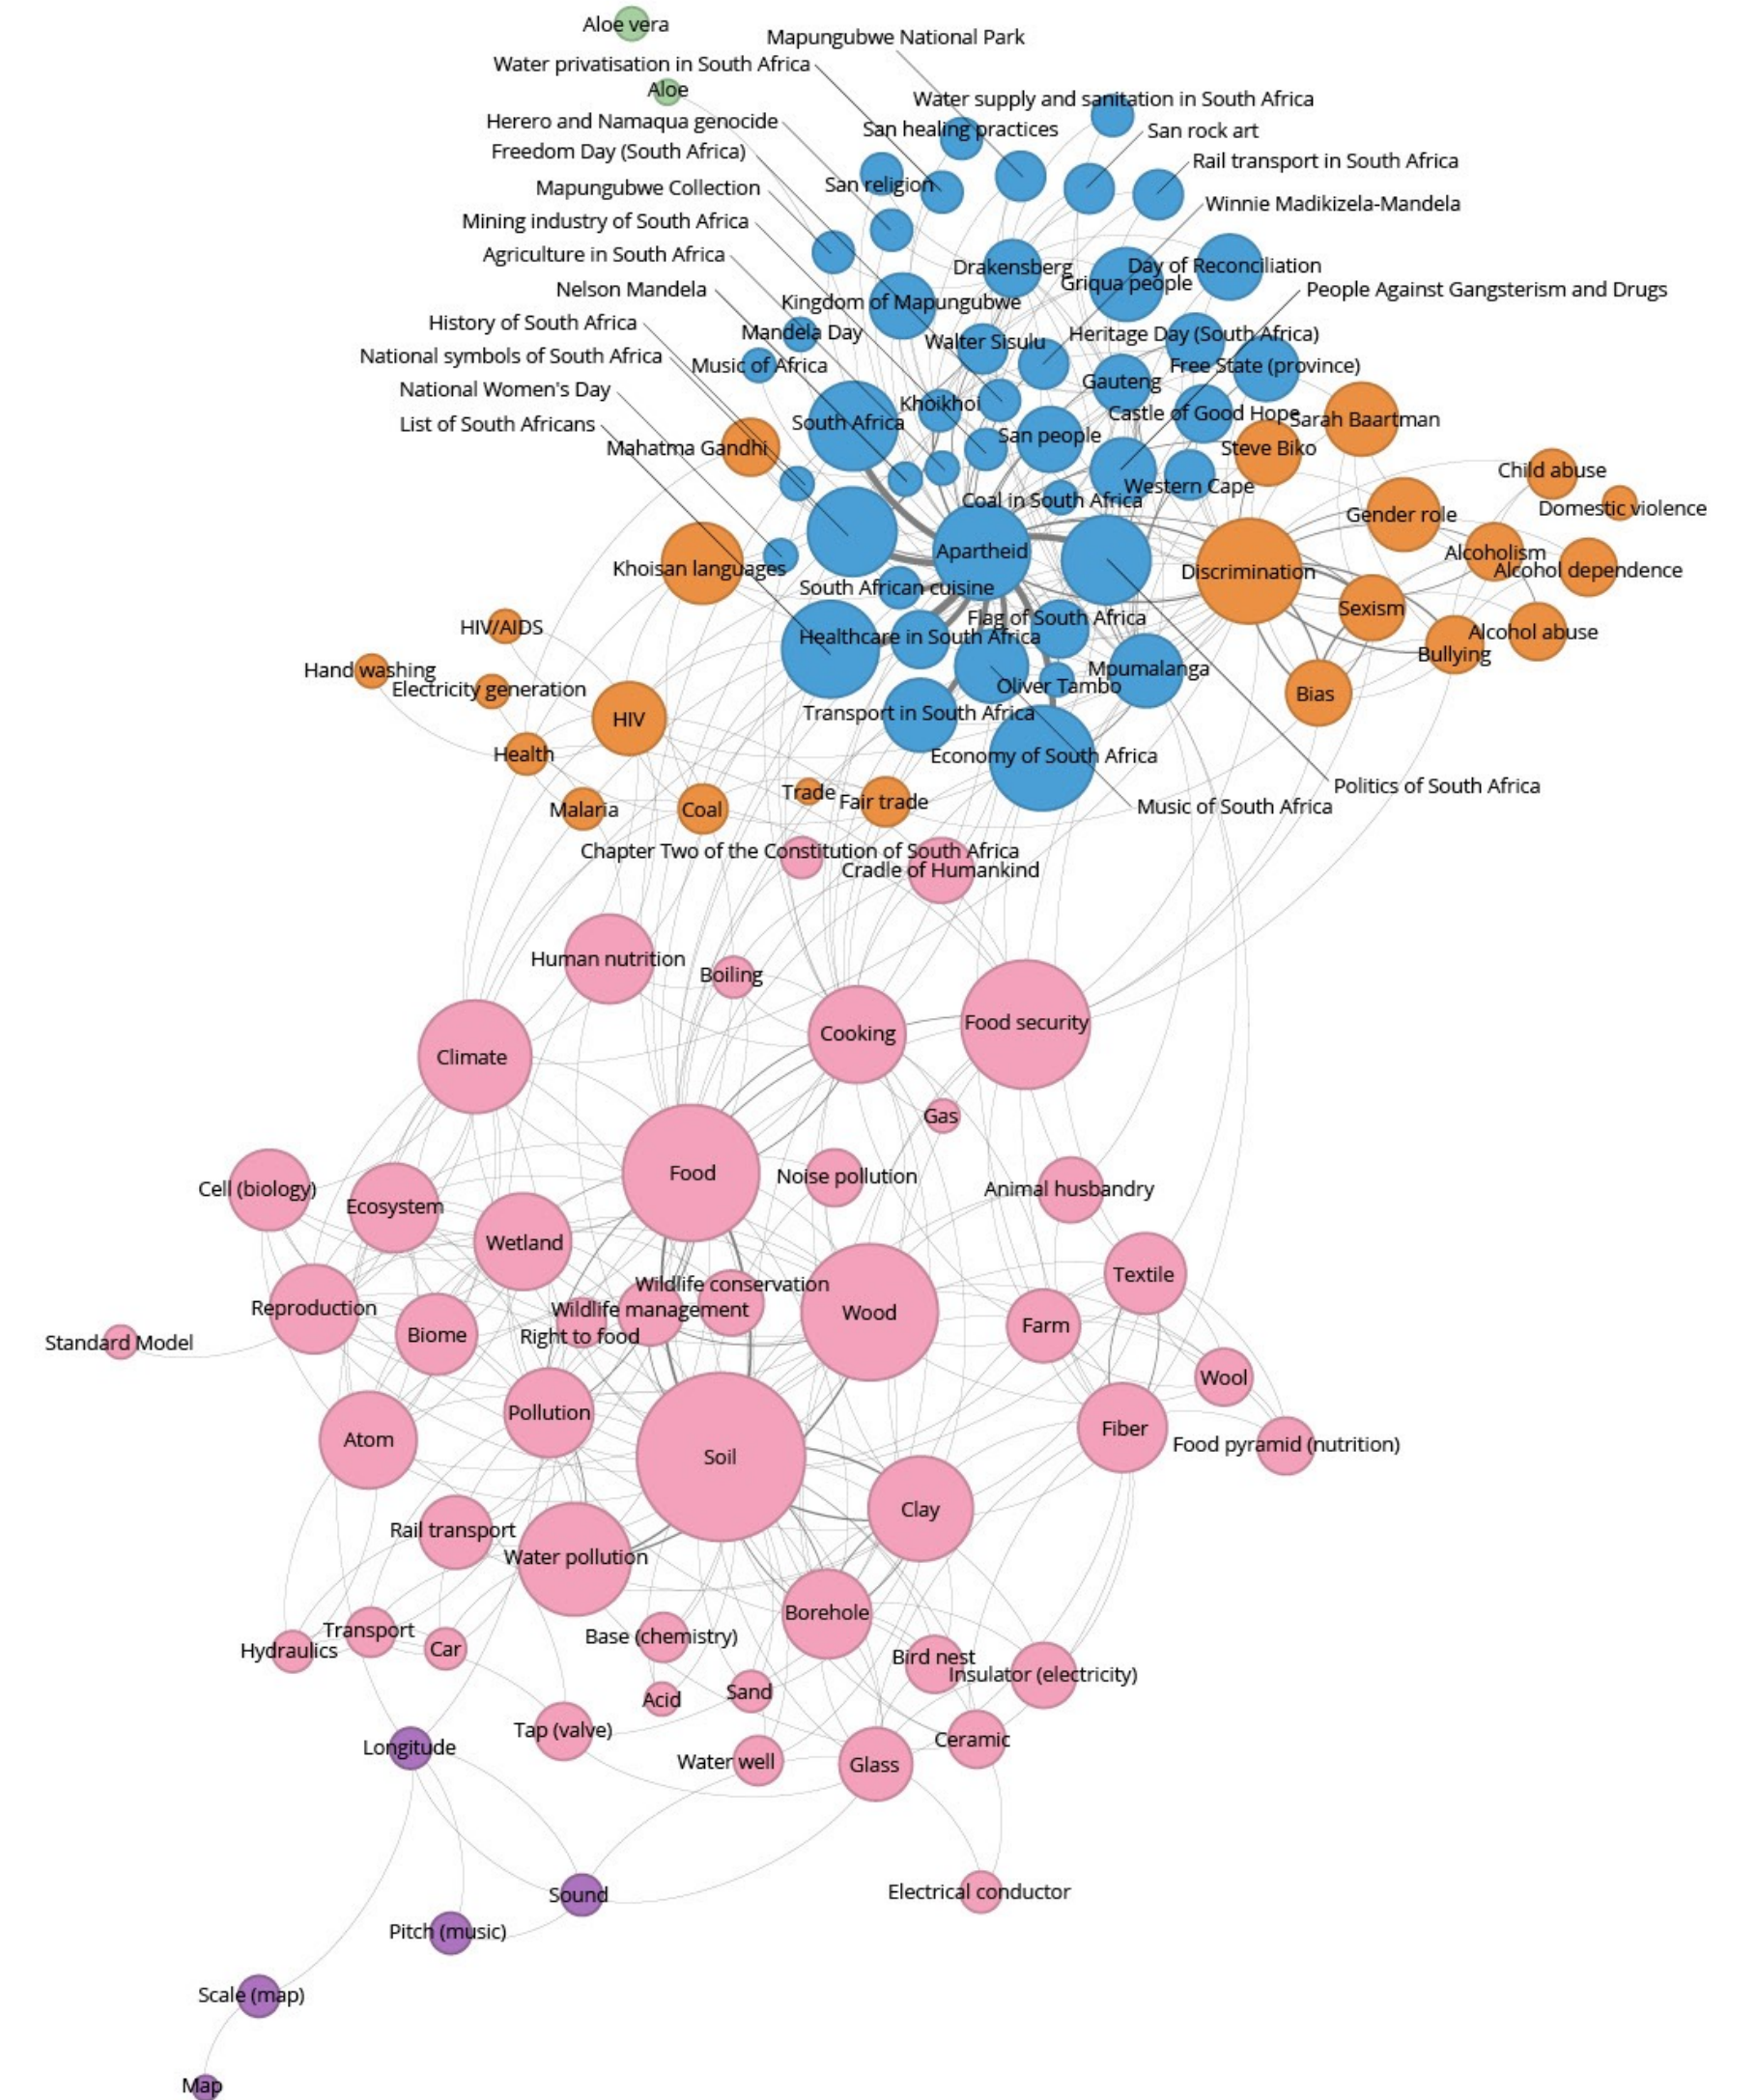 Aloe vera
Mapungubwe National Park
Water privatisation in South Africa
Aloe
Water supply and sanitation in South Africa
Herero and Namaqua genocide
San healing practices
San rock art
Freedom Day (South Africa)
Rail transport in South Africa
San religion
Mapungubwe Collection
Winnie Madikizela-Mandela
Mining industry of South Africa
Agriculture in South Africa
Drakensberg
Day of Reconciliation
Griqua people
Nelson Mandela
People Against Gangsterism and Drugs
Kingdom of Mapungubwe
History of South Africa
Mandela Day
Walter Sisulu
Heritage Day (South Africa)
National symbols of South Africa
Music of Africa
Free State (province)
Gauteng
National Women's Day
Khoikhoi
Castle of Good Hope
Sarah Baartman
List of South Africans
South Africa
San people
Mahatma Gandhi
Steve Biko
Child abuse
Western Cape
Coal in South Africa
Domestic violence
Gender role
Apartheid
Alcoholism
Khoisan languages
Discrimination
Alcohol dependence
South African cuisine
Sexism
Flag of South Africa
HIV/AIDS
Healthcare in South Africa
Alcohol abuse
Bullying
Hand washing
Mpumalanga
Electricity generation
Oliver Tambo
Bias
HIV
Transport in South Africa
Health
Economy of South Africa
Politics of South Africa
Trade
Fair trade
Malaria
Coal
Music of South Africa
Chapter Two of the Constitution of South Africa
Cradle of Humankind
Human nutrition
Boiling
Food security
Cooking
Climate
Gas
Food
Noise pollution
Cell (biology)
Animal husbandry
Ecosystem
Wetland
Textile
Wildlife conservation
Reproduction
Wildlife management
Wood
Farm
Biome
Right to food
Standard Model
Wool
Pollution
Fiber
Atom
Food pyramid (nutrition)
Soil
Clay
Rail transport
Water pollution
Borehole
Transport
Base (chemistry)
Hydraulics
Car
Bird nest
Insulator (electricity)
Sand
Acid
Tap (valve)
Ceramic
Longitude
Water well
Glass
Electrical conductor
Sound
Pitch (music)
Scale (map)
Map